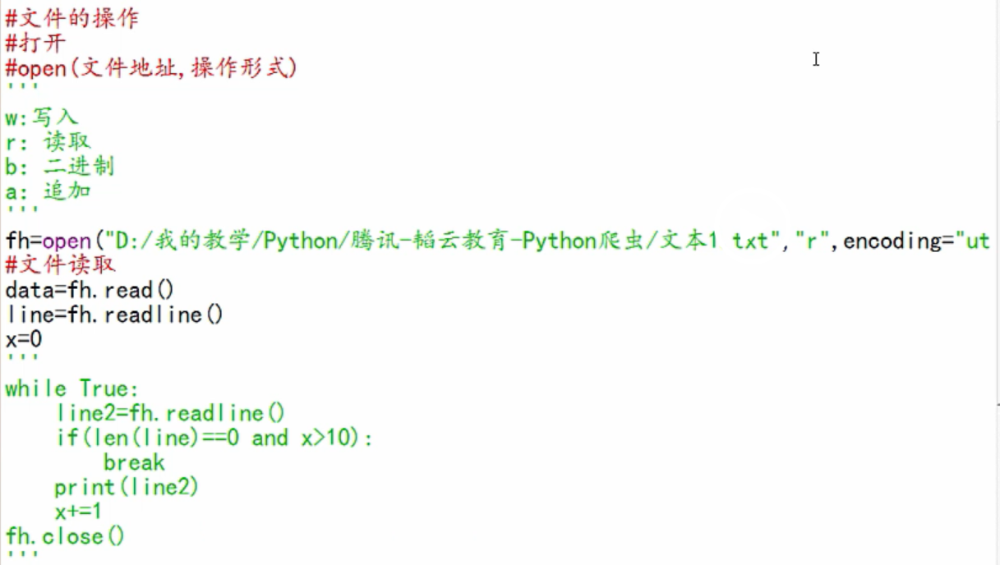 #文件的操作
#打开
#open(文件地址,操作形式)
'''
w:写入
r: 读取
b: 二进制
a: 追加
'''
fh=open("D:/我的教学/Python/腾讯-韬云教育-Python爬虫/文本1 txt","r",encoding="ut
#文件读取
data=fh.read()
line=fh.readline()
x=0
'''
while True:
    line2=fh.readline()
    if(len(line)==0 and x>10):
        break
    print(line2)
    x+=1
fh.close()
'''